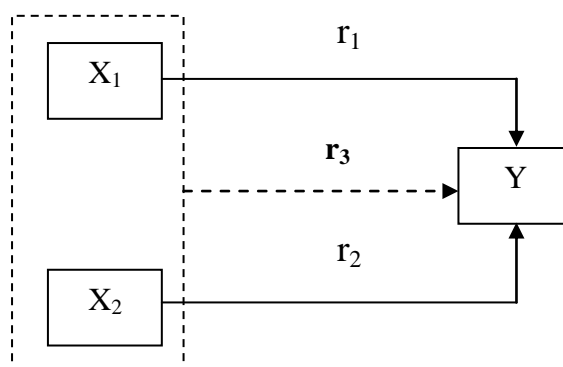 r₁
X₁
r₃
Y
r₂
X₂